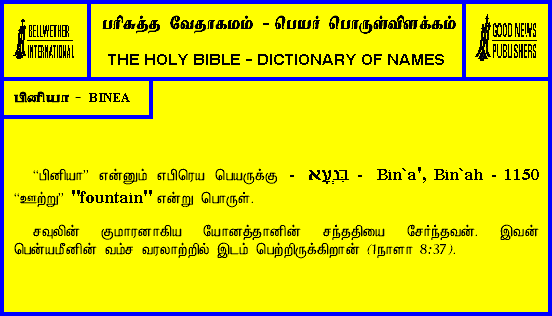 BELLWETHER
INTERNATIONAL
பரிசுத்த வேதாகமம் - பெயர் பொருள்விளக்கம்
THE HOLY BIBLE - DICTIONARY OF NAMES
GOOD NEWS
PUBLISHERS
பினியா - BINEA
“பினியா” என்னும் எபிரெய பெயருக்கு - בִּנְעָא - Bin`a', Bin`ah - 1150
“ஊற்று” "fountain" என்று பொருள்.
சவுலின் குமாரனாகிய யோனத்தானின் சந்ததியை சேர்ந்தவன். இவன்
பென்யமீனின் வம்ச வரலாற்றில் இடம் பெற்றிருக்கிறான் (1நாளா 8:37).